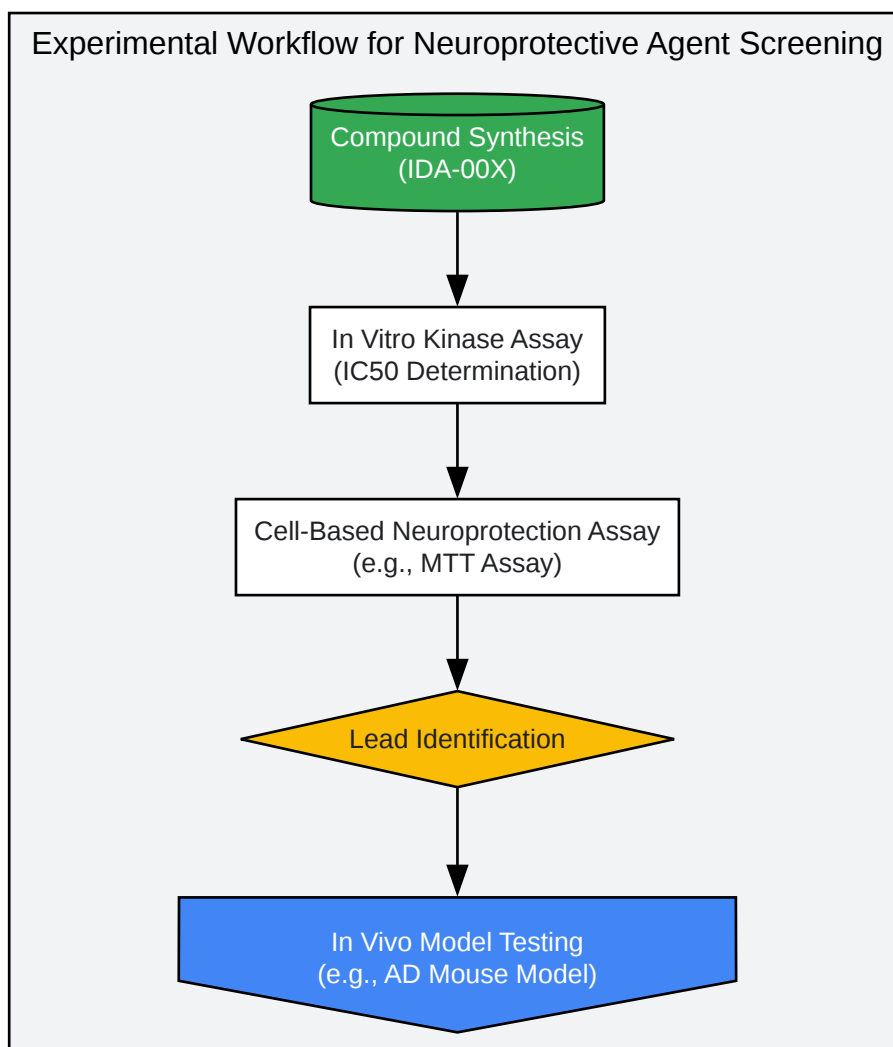 Experimental Workflow for Neuroprotective Agent Screening
Compound Synthesis
(IDA-00X)
In Vitro Kinase Assay
(IC50 Determination)
Cell-Based Neuroprotection Assay
(e.g., MTT Assay)
Lead Identification
In Vivo Model Testing
(e.g., AD Mouse Model)